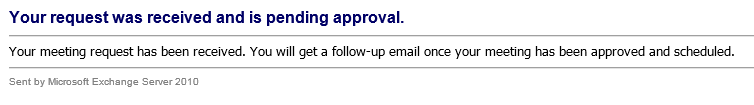 Your request was received and is pending approval.
Your meeting request has been received. You will get a follow-up email once your meeting has been approved and scheduled.
Sent by Microsoft Exchange Server 2010